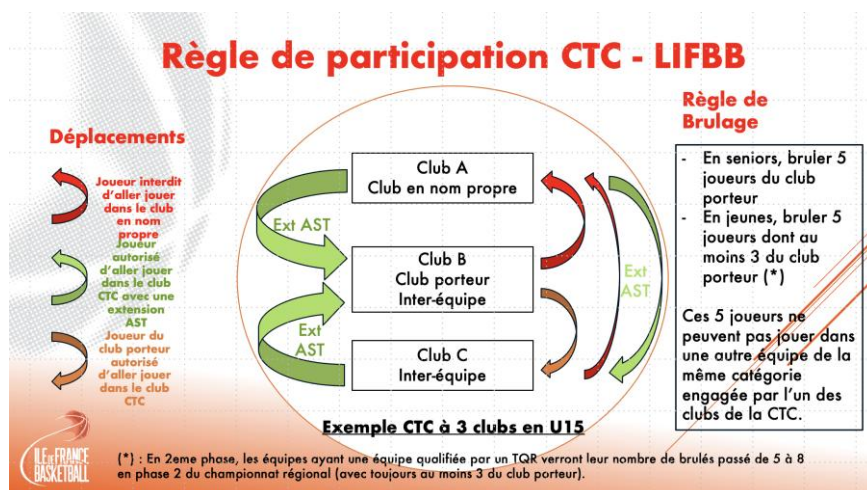 Règle de participation CTC - LIFBB
Déplacements
Joueur interdit
d'aller jouer
dans le club
en nom
propre
Joueur
autorisé
d'aller jouer
dans le club
CTC avec une
extension
AST
Joueur du
club porteur
autorisé
d'aller jouer
dans le club
CTC
Club A
Club en nom propre
Ext AST
Club B
Club porteur
Inter-équipe
Ext
AST
Ext
AST
Club C
Inter-équipe
Exemple CTC à 3 clubs en U15
Règle de
Brulage
- En seniors, bruler 5
joueurs du club
porteur
- En jeunes, bruler 5
joueurs dont au
moins 3 du club
porteur (*)
Ces 5 joueurs ne
peuvent pas jouer dans
une autre équipe de la
même catégorie
engagée par l'un des
clubs de la CTC.
ILE DE FRANCE
BASKETBALL
(*) : En 2eme phase, les équipes ayant une équipe qualifiée par un TQR verront leur nombre de brulés passé de 5 à 8
en phase 2 du championnat régional (avec toujours au moins 3 du club porteur).